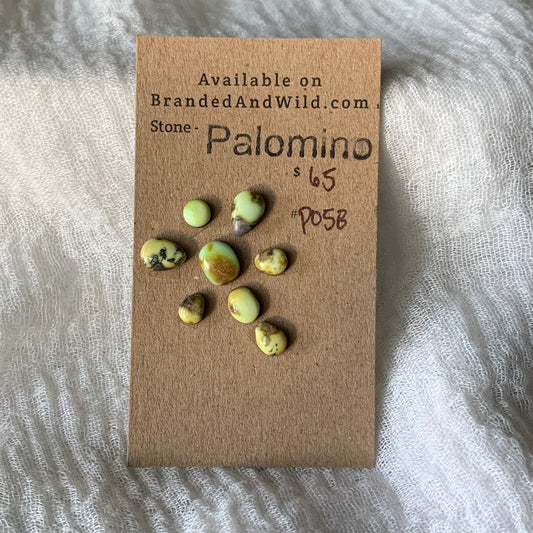 Available on
BrandedAndWild.com
Stone- Palomino
$ 65
#P05B